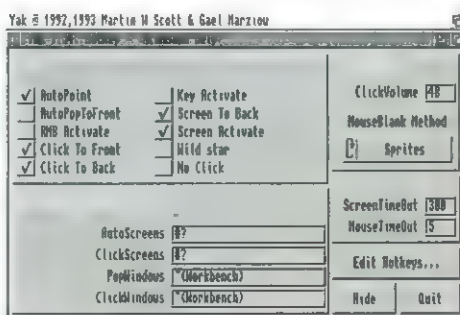 Yak © 1992,1993 Martin W Scott & Gael Marziou
AutoPoint
AutoPopToFront
RMB Activate
Click To Front
Click To Back
Key Activate
Screen To Back
Screen Activate
Wild star
No Click
ClickVolume 48
MouseBlank Method
Sprites
ScreenTimeOut 300
MouseTimeOut 5
AutoScreens #?
ClickScreens #?
PopWindows ~(Workbench)
ClickWindows ~(Workbench)
Edit Hotkeys...
Hide
Quit